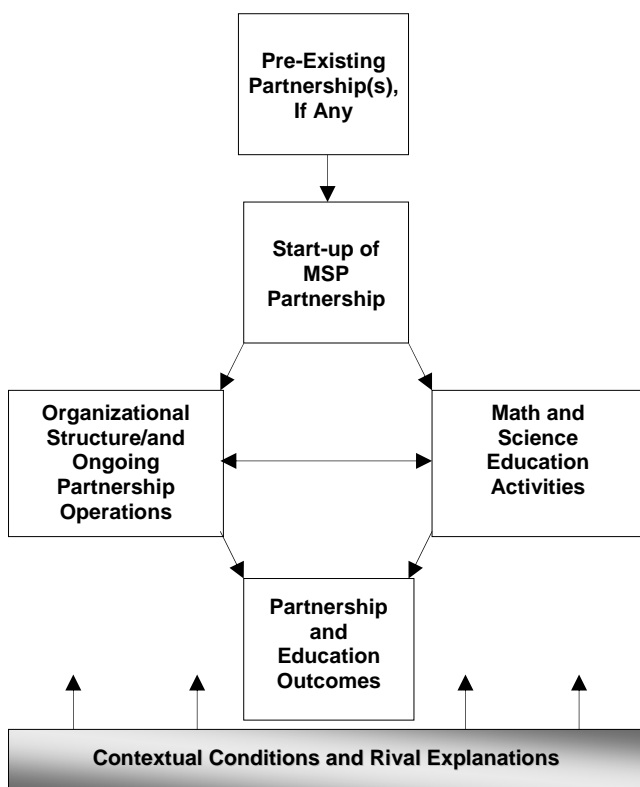 Pre-Existing
Partnership(s),
If Any
Start-up of
MSP
Partnership
Organizational
Structure/and
Ongoing
Partnership
Operations
Math and
Science
Education
Activities
Partnership
and
Education
Outcomes
Contextual Conditions and Rival Explanations